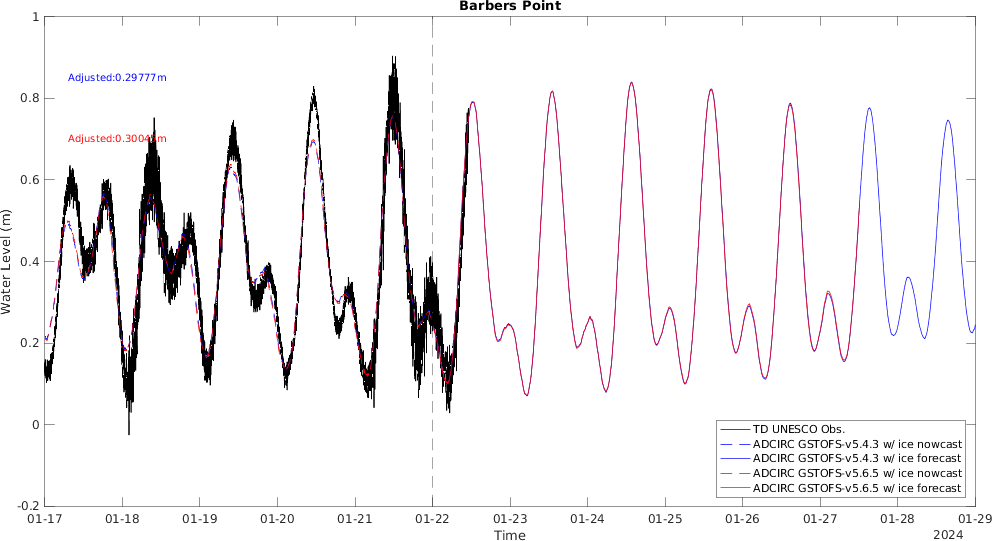 Barbers Point
1
0.8
0.6
0.4
0.2
0
-0.2
Water Level (m)
Adjusted:0.29777m
TD UNESCO Obs.
ADCIRC GSTOFS-v5.4.3 w/ ice nowcast
ADCIRC GSTOFS-v5.4.3 w/ ice forecast
ADCIRC GSTOFS-v5.6.5 w/ ice nowcast
ADCIRC GSTOFS-v5.6.5 w/ ice forecast
01-17 01-18 01-19 01-20 01-21 01-22 01-23 01-24 01-25 01-26 01-27 01-28 01-29
Time
2024